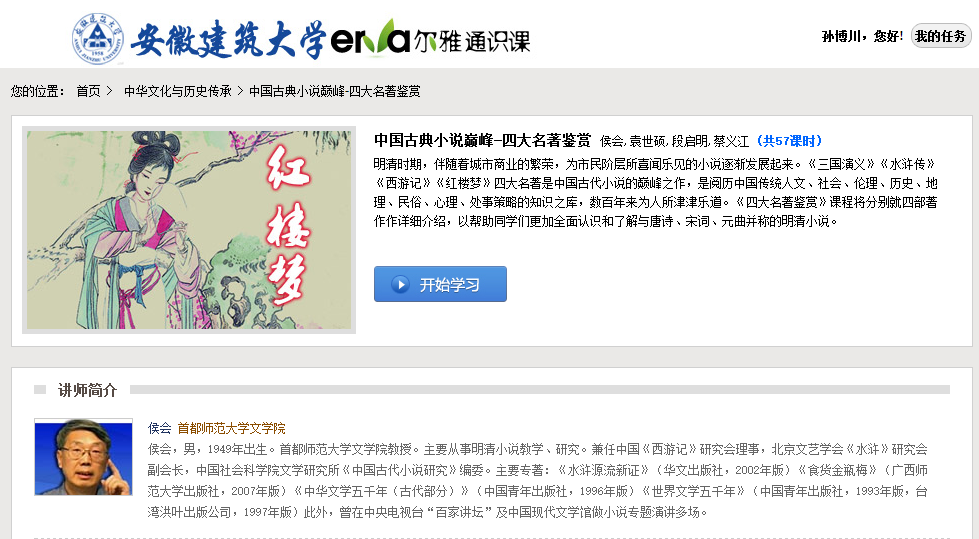 安徽建筑大学 erya 尔雅通识课
孙博川，您好! 我的任务
您的位置： 首页 > 中华文化与历史传承 > 中国古典小说巅峰-四大名著鉴赏
红楼梦
中国古典小说巅峰-四大名著鉴赏 侯会,袁世硕,段启明,蔡义江（共57课时）
明清时期，伴随着城市商业的繁荣，为市民阶层所喜闻乐见的小说逐渐发展起来。《三国演义》《水浒传》
《西游记》《红楼梦》四大名著是中国古代小说的巅峰之作，是阅历中国传统人文、社会、伦理、历史、地
理、民俗、心理、处事策略的知识之库，数百年来为人所津津乐道。《四大名著鉴赏》课程将分别就四部著
作作详细介绍，以帮助同学们更加全面认识和了解与唐诗、宋词、元曲并称的明清小说。
开始学习
讲师简介
侯会 首都师范大学文学院
侯会，男，1949年出生。首都师范大学文学院教授。主要从事明清小说教学、研究。兼任中国《西游记》研究会理事，北京文艺学会《水浒》研究会
副会长，中国社会科学院文学研究所《中国古代小说研究》编委。主要专著：《水浒源流新证》（华文出版社，2002年版）《食货金瓶梅》（广西师
范大学出版社，2007年版）《中华文学五千年（古代部分）》（中国青年出版社，1996年版）《世界文学五千年》（中国青年出版社，1993年版，台
湾洪叶出版公司，1997年版）此外，曾在中央电视台“百家讲坛”及中国现代文学馆做小说专题演讲多场。